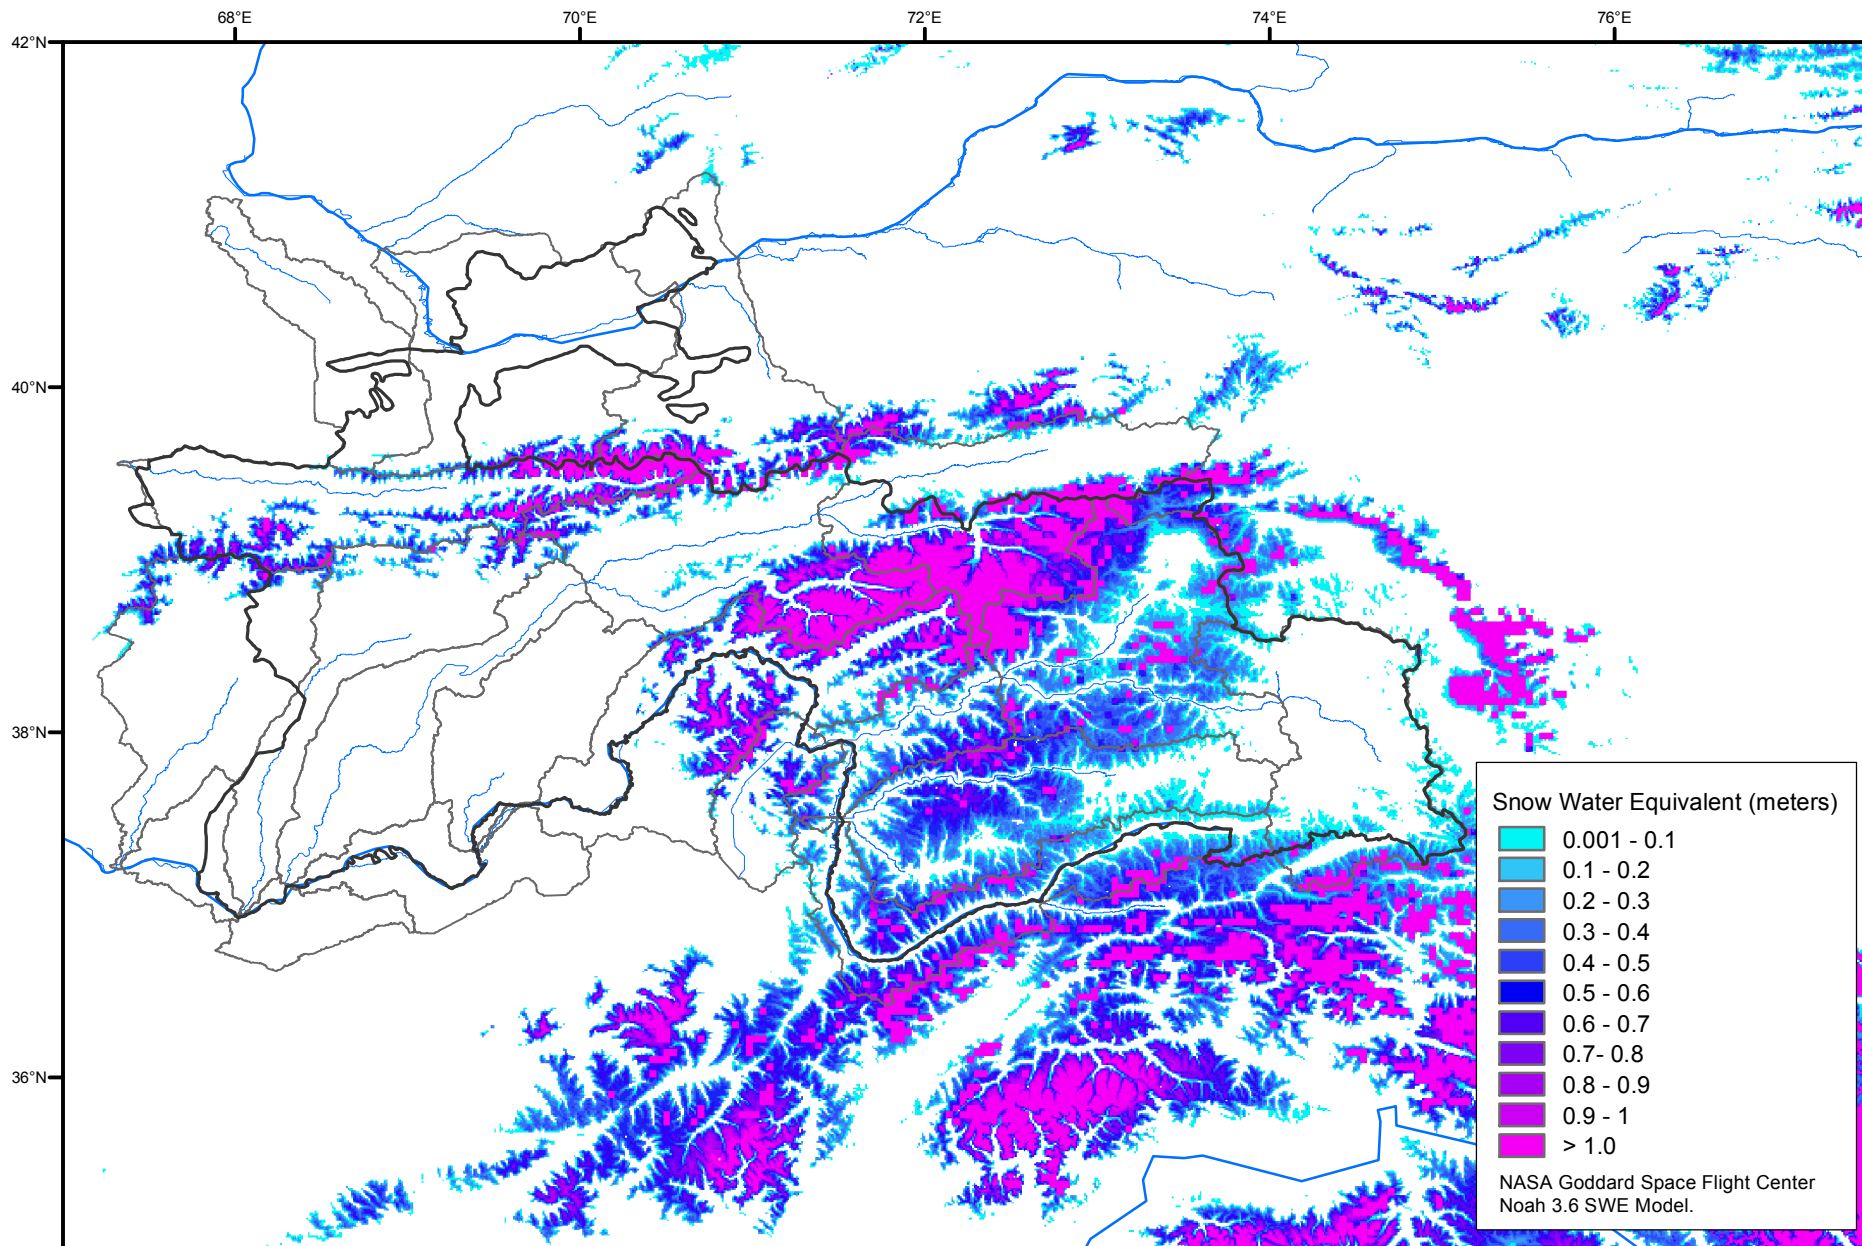 68°E 70°E 72°E 74°E 76°E
42°N
40°N
38°N
36°N
Snow Water Equivalent (meters)
0.001 - 0.1
0.1 - 0.2
0.2 - 0.3
0.3 - 0.4
0.4 - 0.5
0.5 - 0.6
0.6 - 0.7
0.7- 0.8
0.8 - 0.9
0.9 - 1
> 1.0
NASA Goddard Space Flight Center
Noah 3.6 SWE Model.